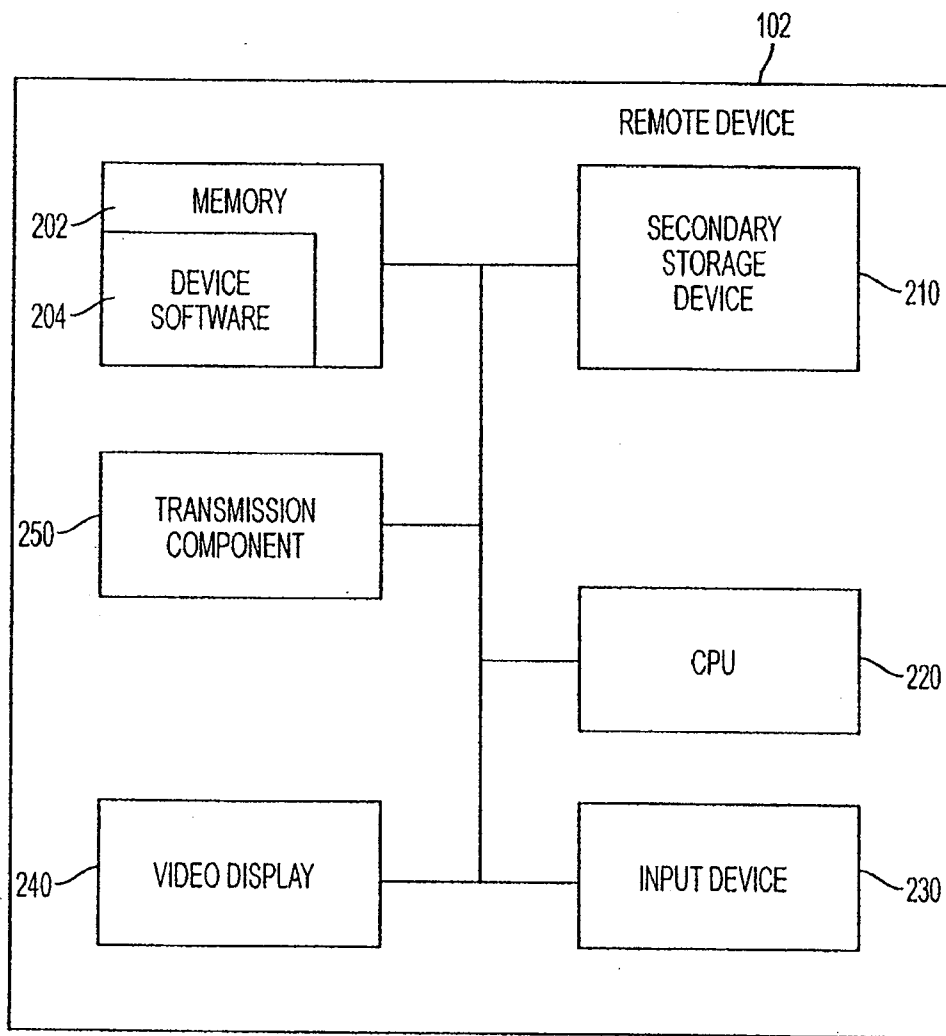 102
REMOTE DEVICE
MEMORY
202
DEVICE
SOFTWARE
204
SECONDARY
STORAGE
DEVICE
210
TRANSMISSION
COMPONENT
250
CPU
220
VIDEO DISPLAY
240
INPUT DEVICE
230